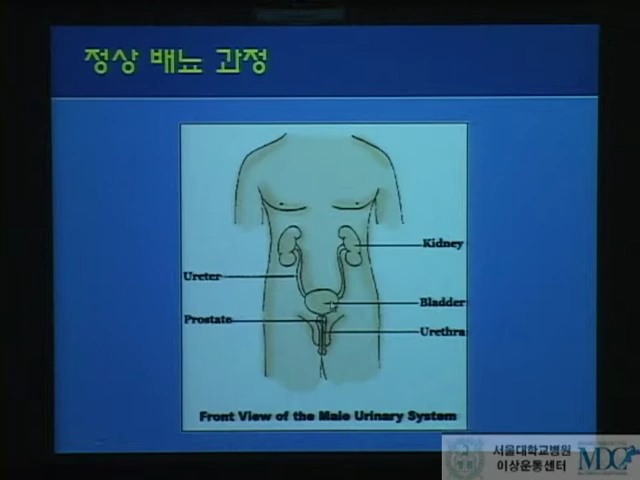 정상 배뇨 과정
Kidney
Ureter
Bladder
Prostate
Urethra
Front View of the Male Urinary System
서울대학교병원
이상운동센터
MDC